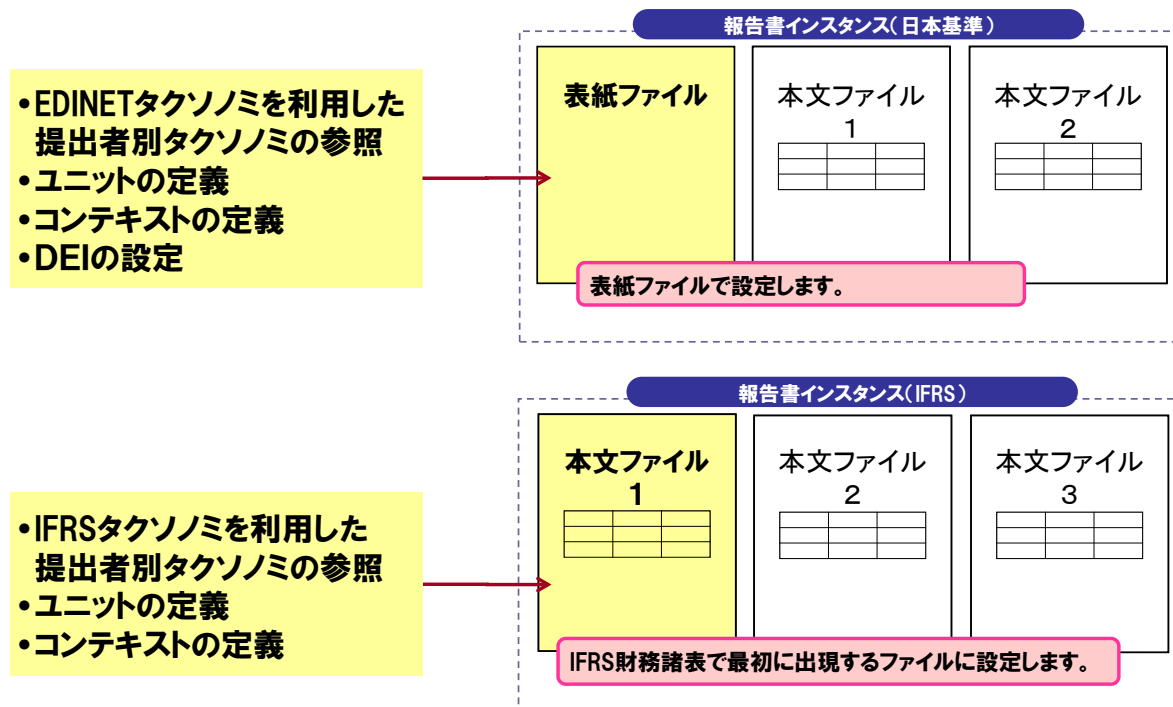 報告書インスタンス(日本基準)
•EDINETタクソノミを利用した
提出者別タクソノミの参照
•ユニットの定義
•コンテキストの定義
•DEIの設定
表紙ファイル
本文ファイル
1
本文ファイル
2
表紙ファイルで設定します。
報告書インスタンス(IFRS)
•IFRSタクソノミを利用した
提出者別タクソノミの参照
•ユニットの定義
•コンテキストの定義
本文ファイル
1
本文ファイル
2
本文ファイル
3
IFRS財務諸表で最初に出現するファイルに設定します。